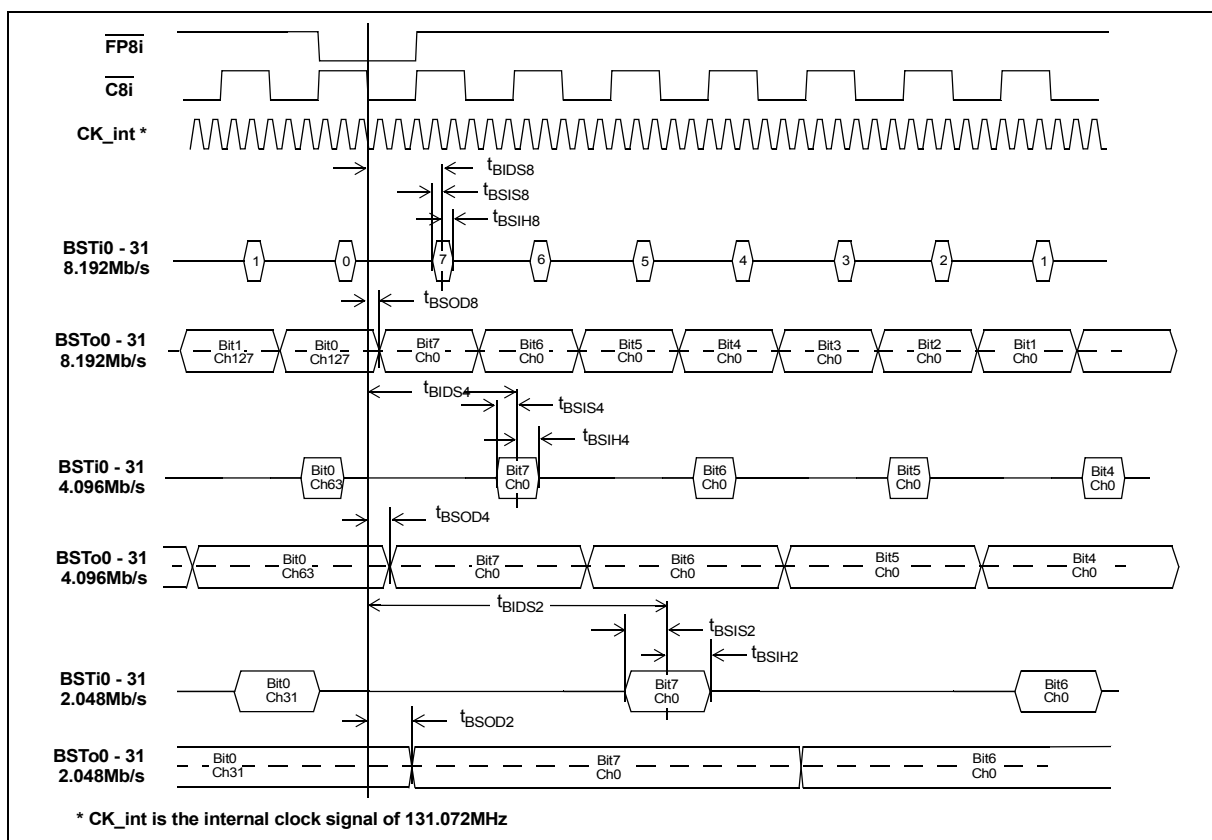 FP8i
C8i
CK_int *
tBIDS8
tBSIS8
tBSIH8
BSTi0 - 31
8.192Mb/s
1 0 7 6 5 4 3 2 1
tBSOD8
BSTo0 - 31
8.192Mb/s
Bit1 Bit0 Bit7 Bit6 Bit5 Bit4 Bit3 Bit2 Bit1
Ch127 Ch127 Ch0 Ch0 Ch0 Ch0 Ch0 Ch0 Ch0
tBIDS4
tBSIS4
tBSIH4
BSTi0 - 31
4.096Mb/s
Bit0 Bit7 Bit6 Bit5 Bit4
Ch63 Ch0 Ch0 Ch0 Ch0
tBSOD4
BSTo0 - 31
4.096Mb/s
Bit0 Bit7 Bit6 Bit5 Bit4
Ch63 Ch0 Ch0 Ch0 Ch0
tBIDS2
tBSIS2
tBSIH2
BSTi0 - 31
2.048Mb/s
Bit0 Bit7 Bit6
Ch31 Ch0 Ch0
tBSOD2
BSTo0 - 31
2.048Mb/s
Bit0 Bit7 Bit6
Ch31 Ch0 Ch0
* CK_int is the internal clock signal of 131.072MHz